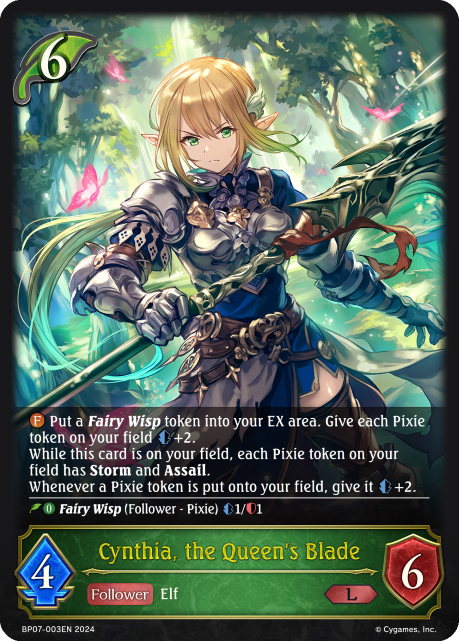 6
F Put a Fairy Wisp token into your EX area. Give each Pixie
token on your field +2.
While this card is on your field, each Pixie token on your
field has Storm and Assail.
Whenever a Pixie token is put onto your field, give it +2.
0 Fairy Wisp (Follower - Pixie) 1/1
Cynthia, the Queen's Blade
4
Follower Elf
L
6
BP07-003EN 2024
© Cygames, Inc.